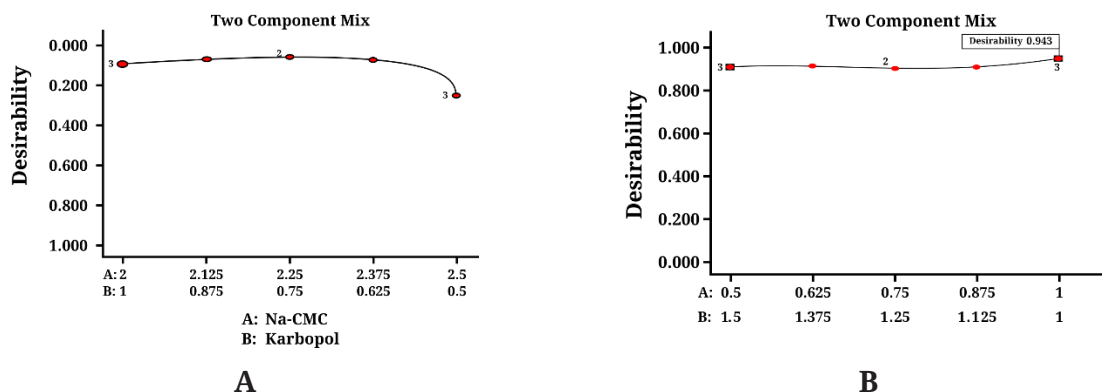 Two Component Mix
Desirability
0.000
0.200
0.400
0.600
0.800
1.000
3
2
3
A: 2 2.125 2.25 2.375 2.5
B: 1 0.875 0.75 0.625 0.5
A: Na-CMC
B: Karbopol
A
Two Component Mix
Desirability 0.943
Desirability
1.000
0.800
0.600
0.400
0.200
0.000
3
2
3
A: 0.5 0.625 0.75 0.875 1
B: 1.5 1.375 1.25 1.125 1
B